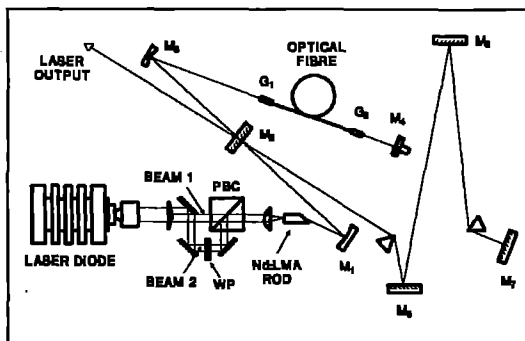 LASER OUTPUT
M₃
OPTICAL FIBRE
G₁
G₂
M₄
M₆
M₂
BEAM 1
PBC
LASER DIODE
BEAM 2
WP
Nd:LMA ROD
M₁
M₅
M₇